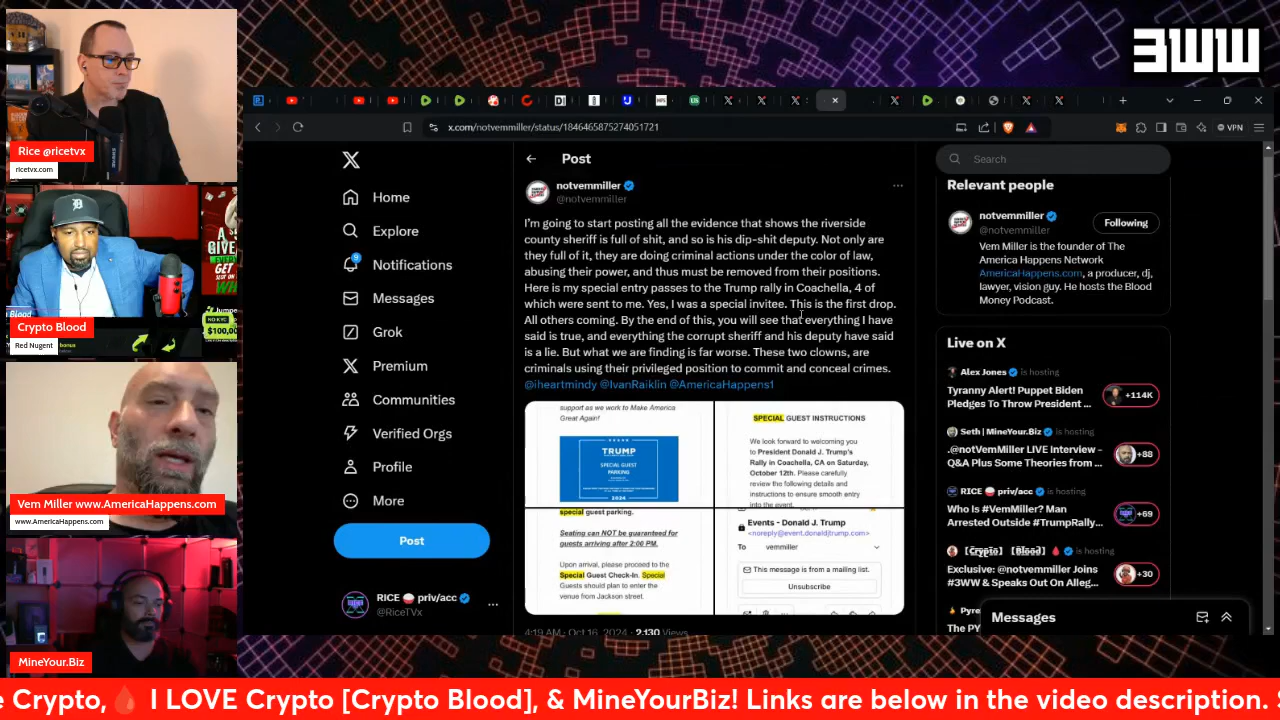 3WW
Rice @ricetvx
ricetvx.com
Crypto Blood
Red Nugent
Vem Miller www.AmericaHappens.com
www.AmericaHappens.com
MineYour.Biz
x.com/notvemmiller/status/1846465875274051721
VPN
Home
Explore
Notifications
Messages
Grok
Premium
Communities
Verified Orgs
Profile
More
Post
RICE priv/acc
@RiceTVx
Post
notvemmiller
@notvemmiller
I'm going to start posting all the evidence that shows the riverside
county sheriff is full of shit, and so is his dip-shit deputy. Not only are
they full of it, they are doing criminal actions under the color of law,
abusing their power, and thus must be removed from their positions.
Here is my special entry passes to the Trump rally in Coachella, 4 of
which were sent to me. Yes, I was a special invitee. This is the first drop.
All others coming. By the end of this, you will see that everything I have
said is true, and everything the corrupt sheriff and his deputy have said
is a lie. But what we are finding is far worse. These two clowns, are
criminals using their privileged position to commit and conceal crimes.
@iheartmindy @IvanRaiklin @AmericaHappens1
support as we work to Make America
Great Again!
TRUMP
SPECIAL GUEST
PARKING
2024
SPECIAL GUEST INSTRUCTIONS
We look forward to welcoming you
to President Donald J. Trump's
Rally in Coachella, CA on Saturday,
October 12th. Please carefully
review the following details and
instructions to ensure smooth entry
into the event.
special guest parking.
Seating can NOT be guaranteed for
guests arriving after 2:00 PM.
Upon arrival, please proceed to the
Special Guest Check-In. Special
Guests should plan to enter the
venue from Jackson street.
Events - Donald J. Trump
<noreply@event.donaldjtrump.com>
To vemmiller
This message is from a mailing list.
Unsubscribe
4:19 AM · Oct 16, 2024 · 2,130 Views
Search
Relevant people
notvemmiller
@notvemmiller
Following
Vem Miller is the founder of The
America Happens Network
AmericaHappens.com, a producer, dj,
lawyer, vision guy. He hosts the Blood
Money Podcast.
Live on X
Alex Jones is hosting
Tyranny Alert! Puppet Biden
Pledges To Throw President ...
+114K
Seth | MineYour.Biz is hosting
.@notVemMiller LIVE Interview –
Q&A Plus Some Theories from ...
+88
RICE priv/acc is hosting
Who is #VemMiller? Man
Arrested Outside #TrumpRally...
+69
[Crypto] [Blood] is hosting
Exclusive: @notvemmiller Joins
#3WW & Speaks Out On Alleg...
+30
Messages
e Crypto, I LOVE Crypto [Crypto Blood], & MineYourBiz! Links are below in the video description. S